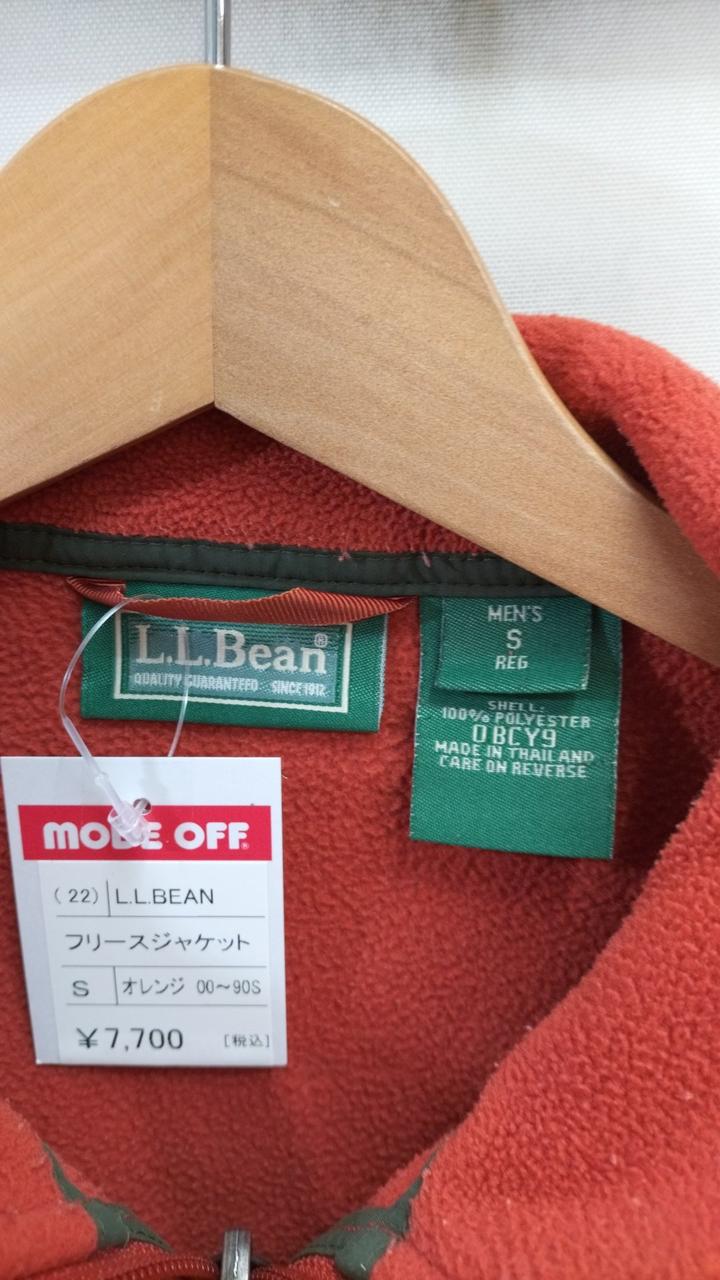 L.L.Bean®
QUALITY GUARANTEED SINCE 1912
MEN'S
S
REG
SHELL:
100% POLYESTER
0BCY9
MADE IN THAILAND
CARE ON REVERSE
MODE OFF®
(22) L.L.BEAN
フリースジャケット
S オレンジ 00〜90S
¥7,700 [税込]